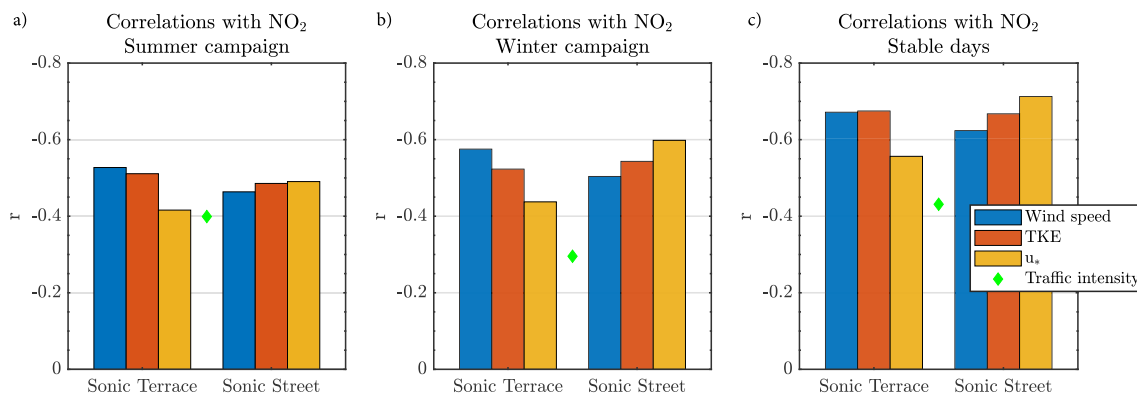 a)
Correlations with NO₂
Summer campaign
-0.8
-0.6
-0.4
-0.2
0
r
Sonic Terrace
Sonic Street
b)
Correlations with NO₂
Winter campaign
-0.8
-0.6
-0.4
-0.2
0
r
Sonic Terrace
Sonic Street
c)
Correlations with NO₂
Stable days
-0.8
-0.6
-0.4
-0.2
0
r
Sonic Terrace
Sonic Street
Wind speed
TKE
u*
Traffic intensity